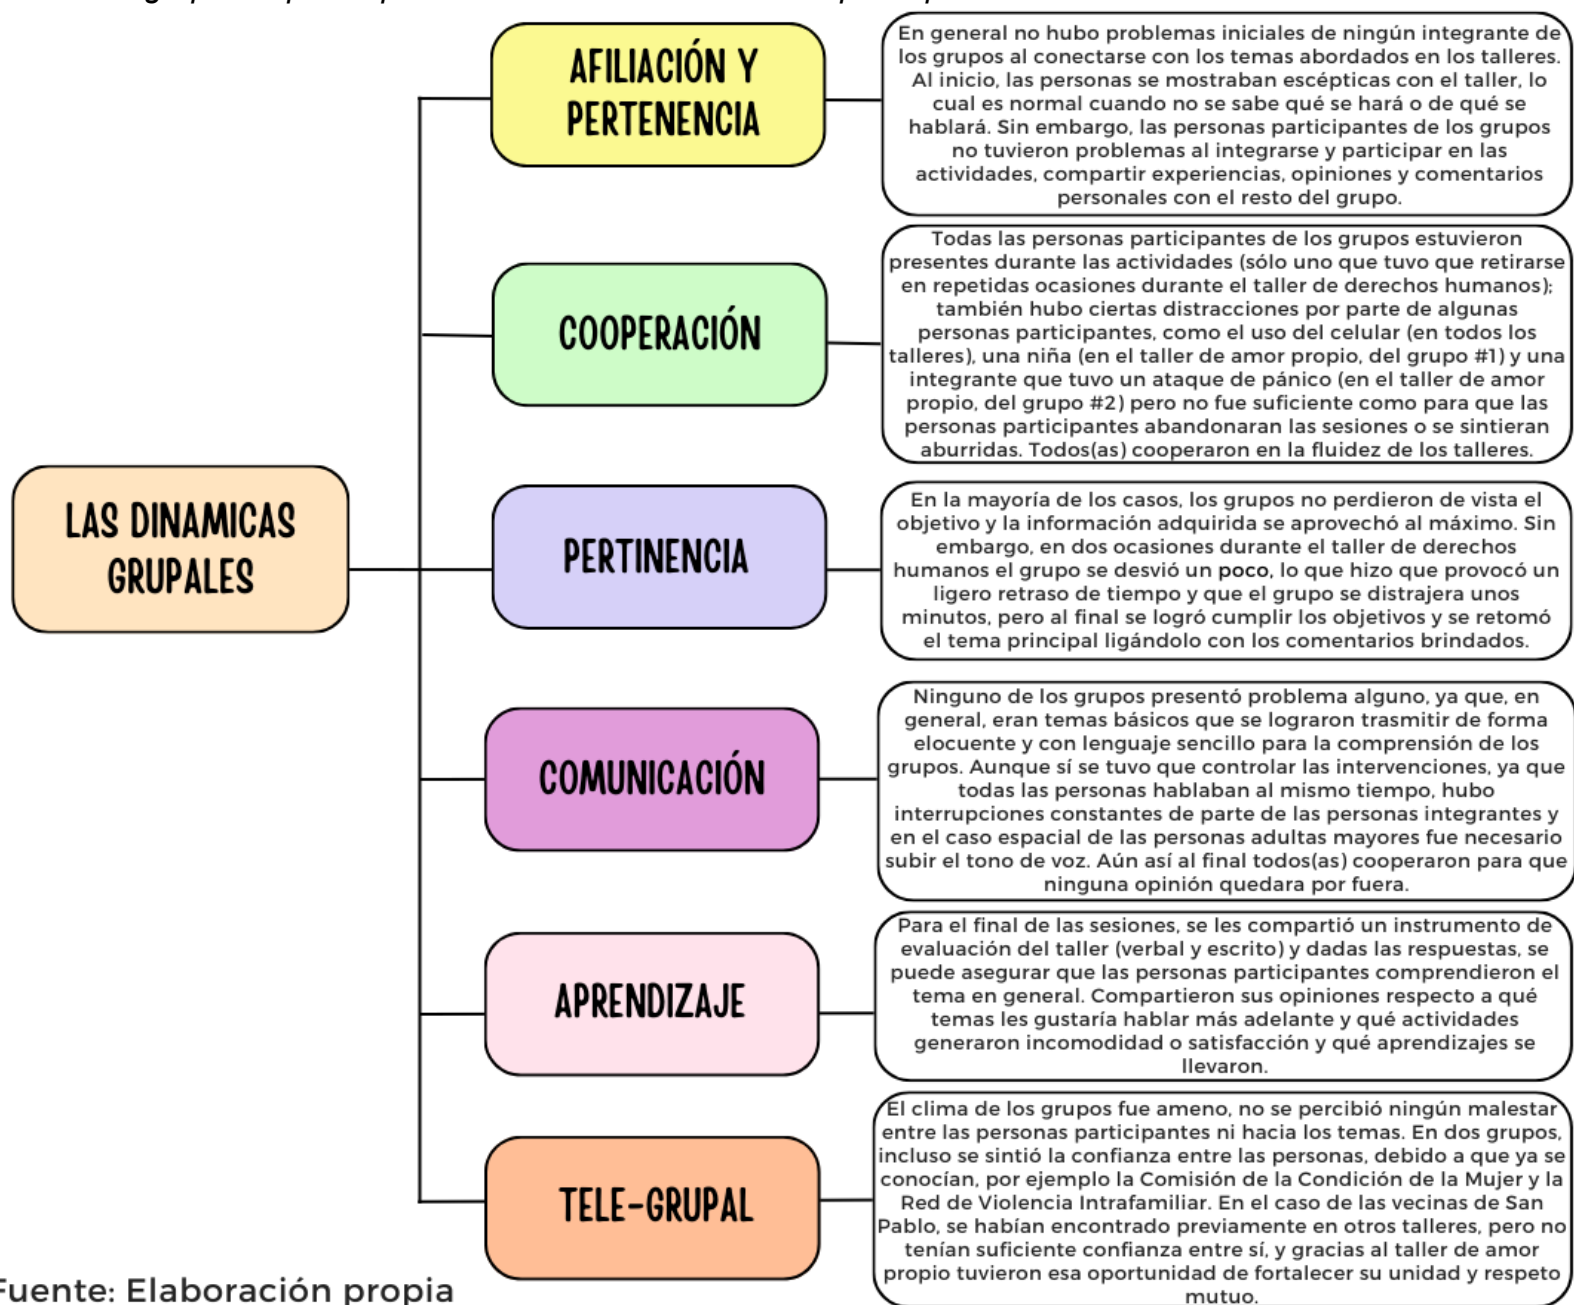 LAS DINAMICAS
GRUPALES
AFILIACIÓN Y
PERTENENCIA
En general no hubo problemas iniciales de ningún integrante de
los grupos al conectarse con los temas abordados en los talleres.
Al inicio, las personas se mostraban escépticas con el taller, lo
cual es normal cuando no se sabe qué se hará o de qué se
hablará. Sin embargo, las personas participantes de los grupos
no tuvieron problemas al integrarse y participar en las
actividades, compartir experiencias, opiniones y comentarios
personales con el resto del grupo.
COOPERACIÓN
Todas las personas participantes de los grupos estuvieron
presentes durante las actividades (sólo uno que tuvo que retirarse
en repetidas ocasiones durante el taller de derechos humanos);
también hubo ciertas distracciones por parte de algunas
personas participantes, como el uso del celular (en todos los
talleres), una niña (en el taller de amor propio, del grupo #1) y una
integrante que tuvo un ataque de pánico (en el taller de amor
propio, del grupo #2) pero no fue suficiente como para que las
personas participantes abandonaran las sesiones o se sintieran
aburridas. Todos(as) cooperaron en la fluidez de los talleres.
PERTINENCIA
En la mayoría de los casos, los grupos no perdieron de vista el
objetivo y la información adquirida se aprovechó al máximo. Sin
embargo, en dos ocasiones durante el taller de derechos
humanos el grupo se desvió un poco, lo que hizo que provocó un
ligero retraso de tiempo y que el grupo se distrajera unos
minutos, pero al final se logró cumplir los objetivos y se retomó
el tema principal ligándolo con los comentarios brindados.
COMUNICACIÓN
Ninguno de los grupos presentó problema alguno, ya que, en
general, eran temas básicos que se lograron trasmitir de forma
elocuente y con lenguaje sencillo para la comprensión de los
grupos. Aunque sí se tuvo que controlar las intervenciones, ya que
todas las personas hablaban al mismo tiempo, hubo
interrupciones constantes de parte de las personas integrantes y
en el caso espacial de las personas adultas mayores fue necesario
subir el tono de voz. Aún así al final todos(as) cooperaron para que
ninguna opinión quedara por fuera.
APRENDIZAJE
Para el final de las sesiones, se les compartió un instrumento de
evaluación del taller (verbal y escrito) y dadas las respuestas, se
puede asegurar que las personas participantes comprendieron el
tema en general. Compartieron sus opiniones respecto a qué
temas les gustaría hablar más adelante y qué actividades
generaron incomodidad o satisfacción y qué aprendizajes se
llevaron.
TELE-GRUPAL
El clima de los grupos fue ameno, no se percibió ningún malestar
entre las personas participantes ni hacia los temas. En dos grupos,
incluso se sintió la confianza entre las personas, debido a que ya se
conocían, por ejemplo la Comisión de la Condición de la Mujer y la
Red de Violencia Intrafamiliar. En el caso de las vecinas de San
Pablo, se habían encontrado previamente en otros talleres, pero no
tenían suficiente confianza entre sí, y gracias al taller de amor
propio tuvieron esa oportunidad de fortalecer su unidad y respeto
mutuo.
Fuente: Elaboración propia